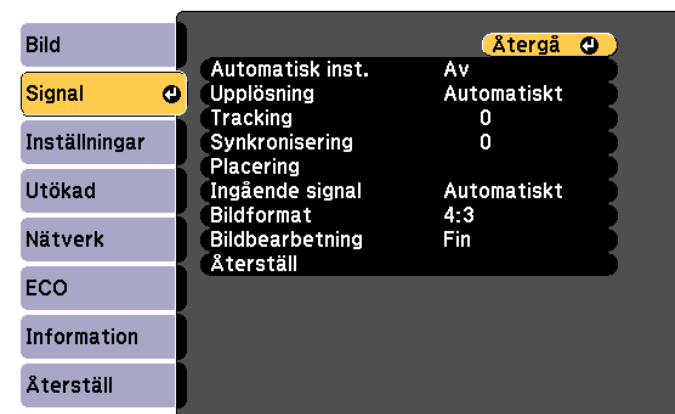 Bild
Signal
Inställningar
Utökad
Nätverk
ECO
Information
Återställ
Återgå
Automatisk inst. Av
Upplösning Automatiskt
Tracking 0
Synkronisering 0
Placering
Ingående signal Automatiskt
Bildformat 4:3
Bildbearbetning Fin
Återställ